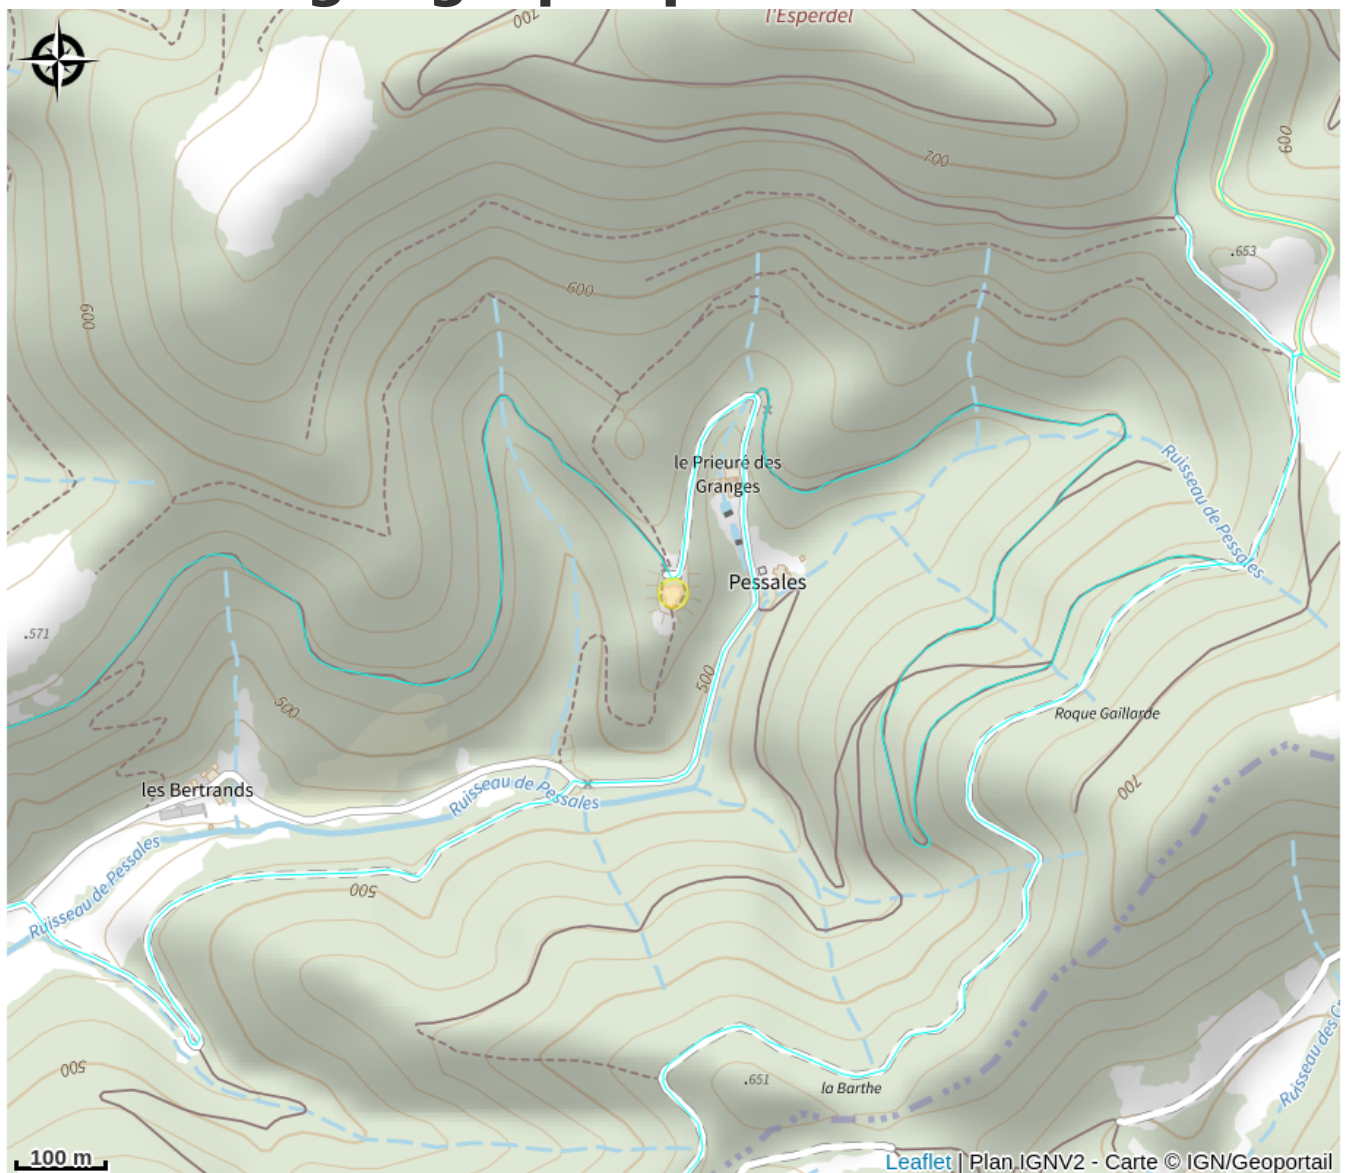 l'Esperdel
700
700
600
.653
600
600
le Prieuré des
Granges
Ruisseau de Pessales
Pessales
.571
500
500
Roque Gaillarde
700
les Bertrands
Ruisseau de Pessales
Ruisseau de Pessales
500
.651
la Barthe
500
100 m
Leaflet | Plan IGNV2 - Carte © IGN/Geoportail